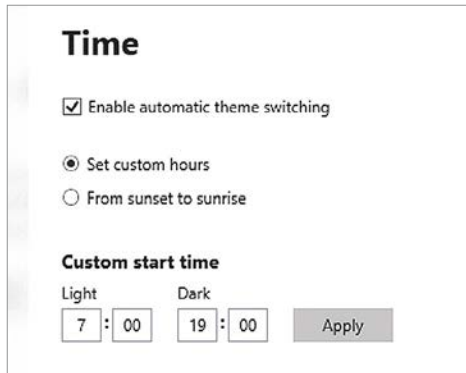 Time
Enable automatic theme switching
Set custom hours
From sunset to sunrise
Custom start time
Light Dark
7 : 00 19 : 00 Apply